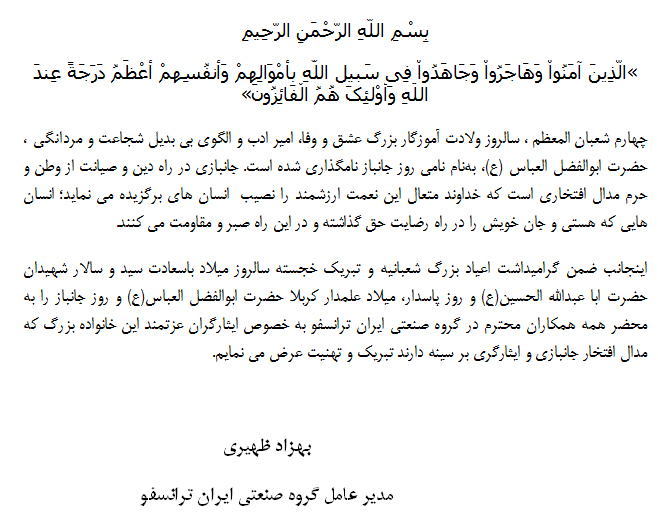 بِسْمِ اللَّهِ الرَّحْمَنِ الرَّحِيمِ
»الَّذِينَ آمَنُواْ وَهَاجَرُواْ وَجَاهَدُواْ فِي سَبِيلِ اللَّهِ بِأَمْوَالِهِمْ وَأَنفُسِهِمْ أَعْظَمُ دَرَجَةً عِندَ
اللَّهِ وَأُوْلَئِكَ هُمُ الْفَائِزُونَ«
چهارم شعبان المعظم ، سالروز ولادت آموزگار بزرگ عشق و وفا، امیر ادب و الگوی بی بدیل شجاعت و مردانگی ،
حضرت ابوالفضل العباس (ع)، به‌نام نامی روز جانباز نامگذاری شده است. جانبازی در راه دین و صیانت از وطن و
حرم مدال افتخاری است که خداوند متعال این نعمت ارزشمند را نصیب انسان های برگزیده می نماید؛ انسان
هایی که هستی و جان خویش را در راه رضایت حق گذاشته و در این راه صبر و مقاومت می کنند.
اینجانب ضمن گرامیداشت اعیاد بزرگ شعبانیه و تبریک خجسته سالروز میلاد باسعادت سید و سالار شهیدان
حضرت ابا عبدالله الحسین(ع) و روز پاسدار، میلاد علمدار کربلا حضرت ابوالفضل العباس(ع) و روز جانباز را به
محضر همه همکاران محترم در گروه صنعتی ایران ترانسفو به خصوص ایثارگران عزتمند این خانواده بزرگ که
مدال افتخار جانبازی و ایثارگری بر سینه دارند تبریک و تهنیت عرض می نمایم.
بهزاد ظهیری
مدیر عامل گروه صنعتی ایران ترانسفو